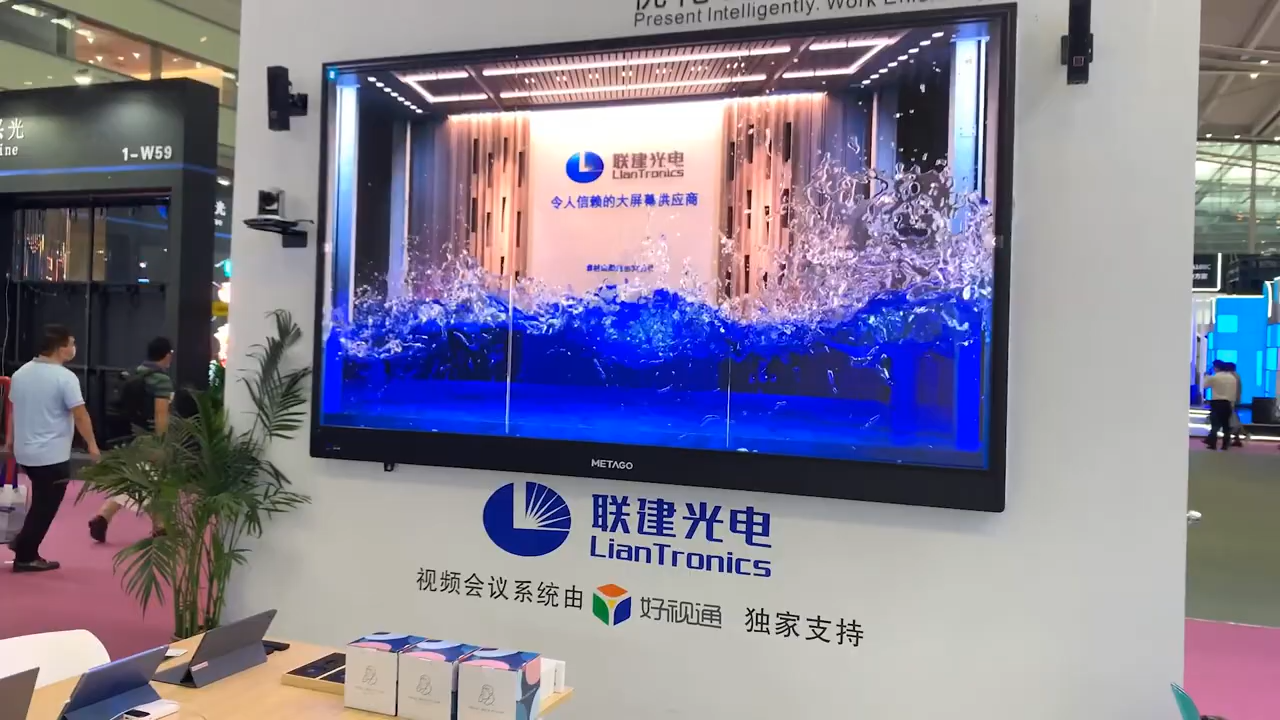 Present Intelligently. Work
光
1-W59
联建光电
LianTronics
令人信赖的大屏幕供应商
METAGO
联建光电
LianTronics
视频会议系统由 好视通 独家支持